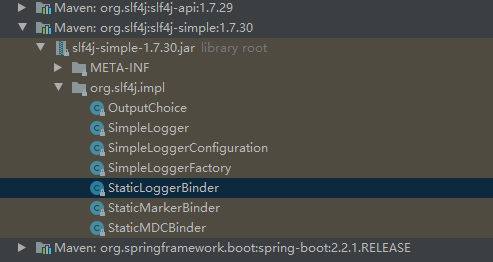 Maven: org.slf4j:slf4j-api:1.7.29
Maven: org.slf4j:slf4j-simple:1.7.30
slf4j-simple-1.7.30.jar library root
META-INF
org.slf4j.impl
OutputChoice
SimpleLogger
SimpleLoggerConfiguration
SimpleLoggerFactory
StaticLoggerBinder
StaticMarkerBinder
StaticMDCBinder
Maven: org.springframework.boot:spring-boot:2.2.1.RELEASE